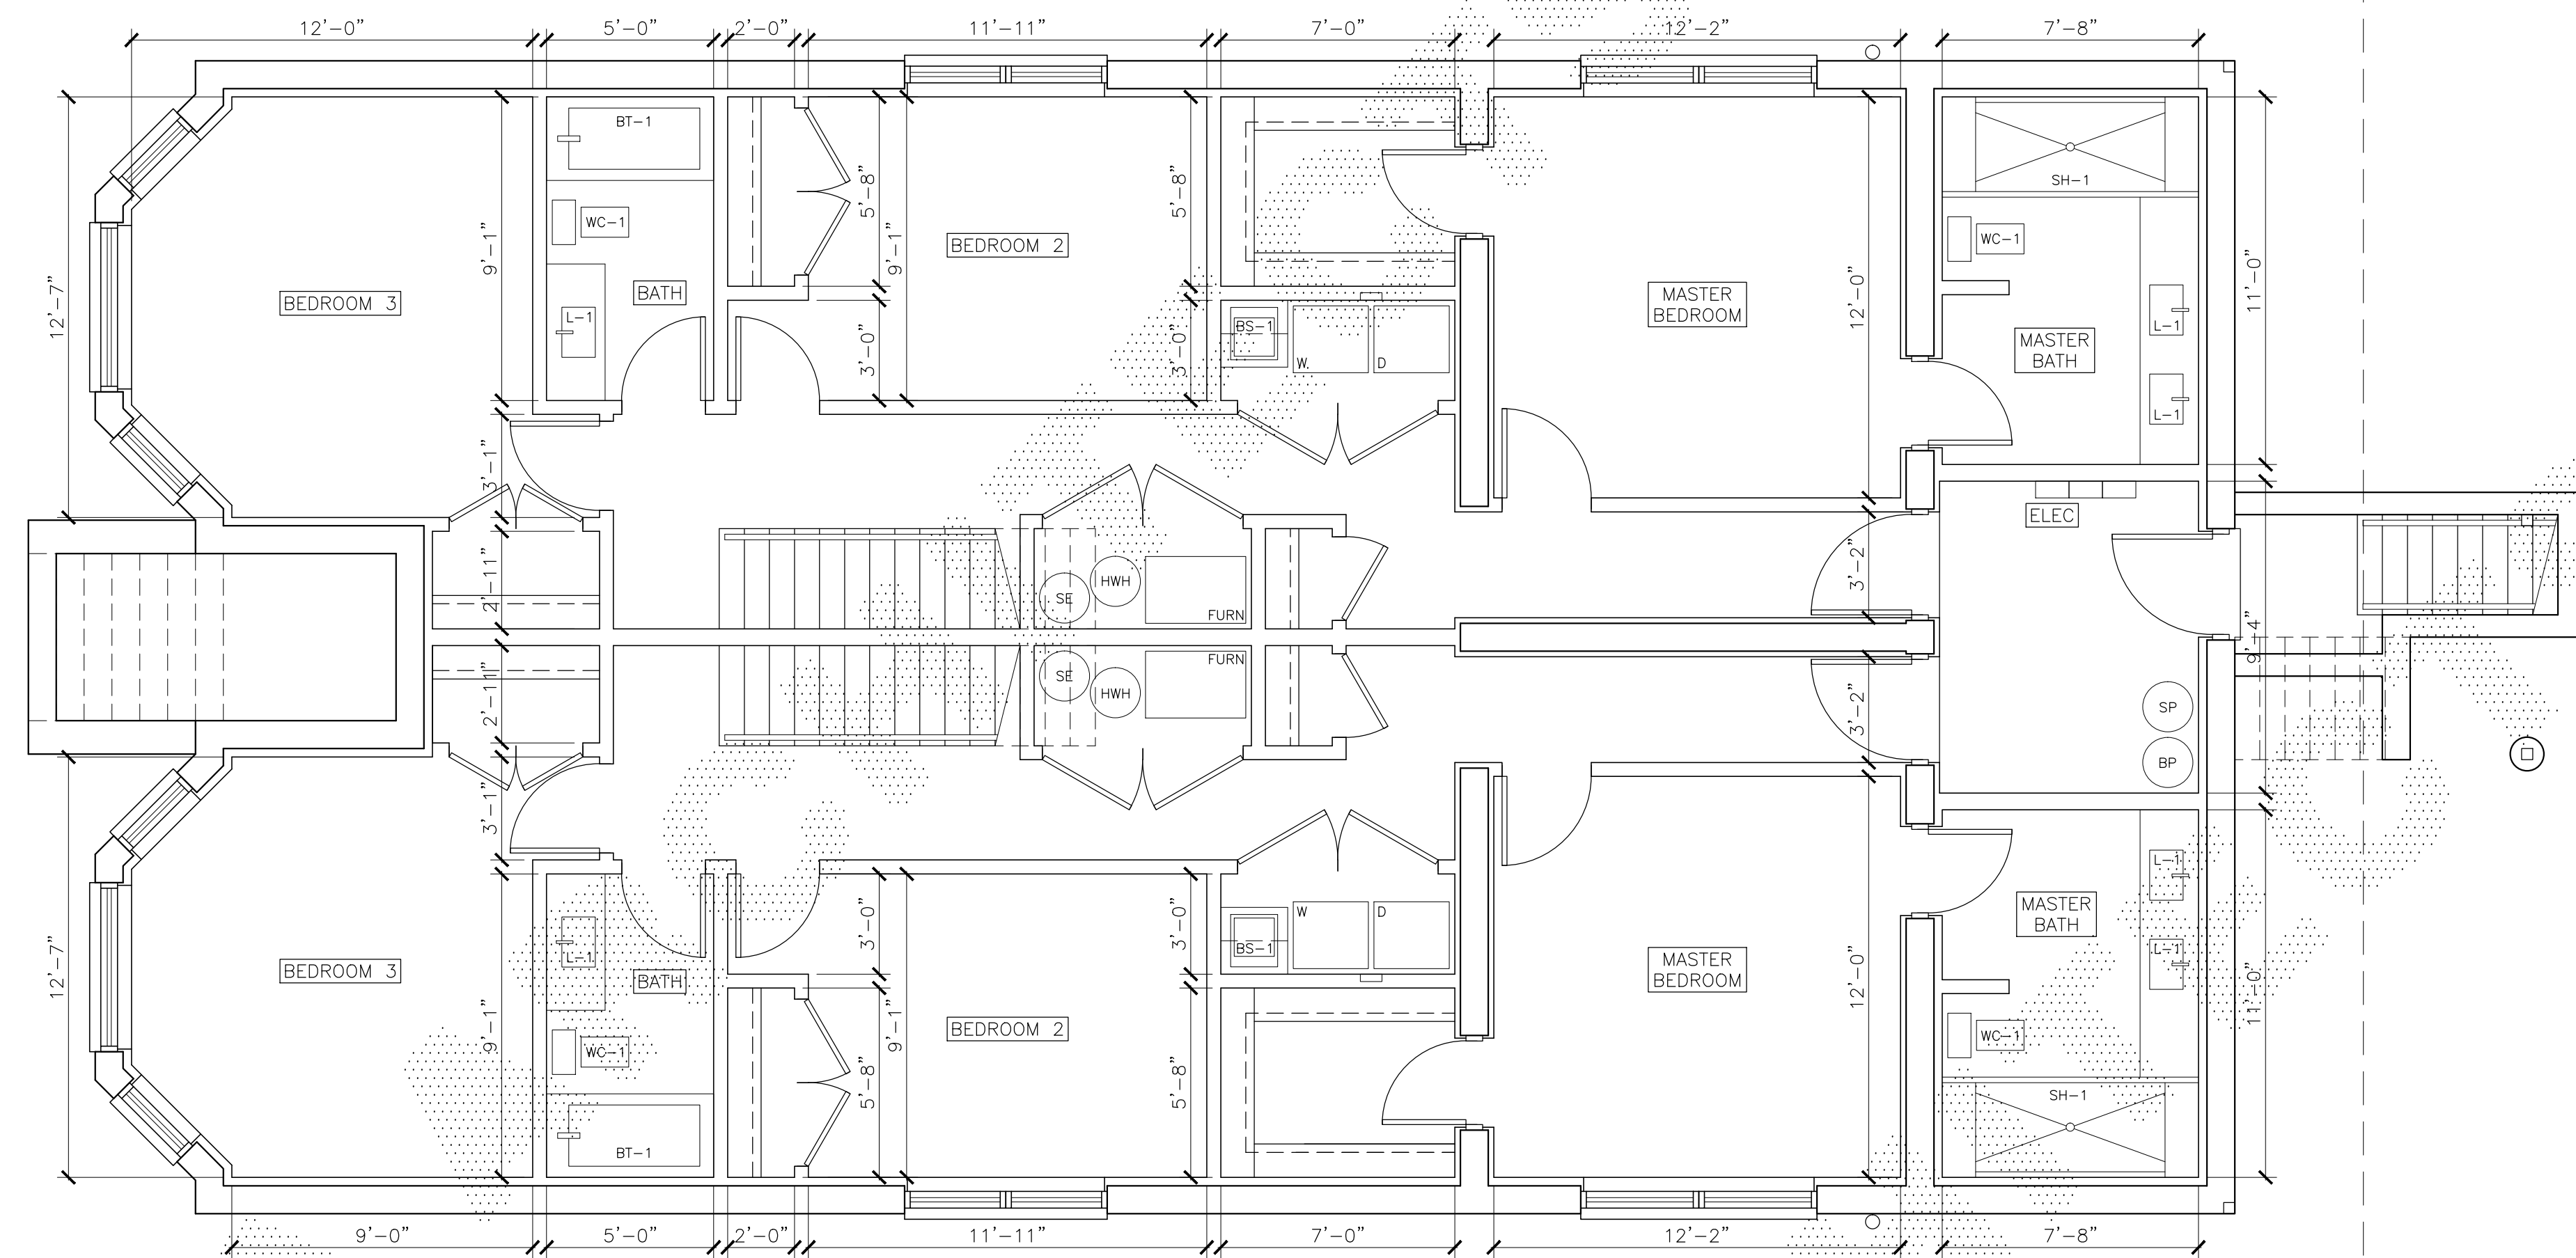 12'-0" 5'-0" 2'-0" 11'-11" 7'-0" 12'-2" 7'-8"
BT-1
WC-1
L-1
BATH
BEDROOM 3
BEDROOM 2
12'-7"
9'-1"
5'-8"
9'-1"
3'-0"
5'-8"
3'-0"
BS-1
W
D
MASTER
BEDROOM
12'-0"
SH-1
WC-1
L-1
L-1
MASTER
BATH
11'-0"
3'-1"
2'-11"
SE
HWH
FURN
3'-2"
ELEC
9'-4"
2'-11"
SE
HWH
FURN
3'-2"
SP
BP
3'-1"
12'-7"
BEDROOM 3
9'-1"
L-1
BATH
WC-1
BT-1
3'-0"
5'-8"
9'-1"
BEDROOM 2
3'-0"
5'-8"
BS-1
W
D
MASTER
BEDROOM
12'-0"
L-1
L-1
MASTER
BATH
WC-1
SH-1
11'-0"
9'-0" 5'-0" 2'-0" 11'-11" 7'-0" 12'-2" 7'-8"